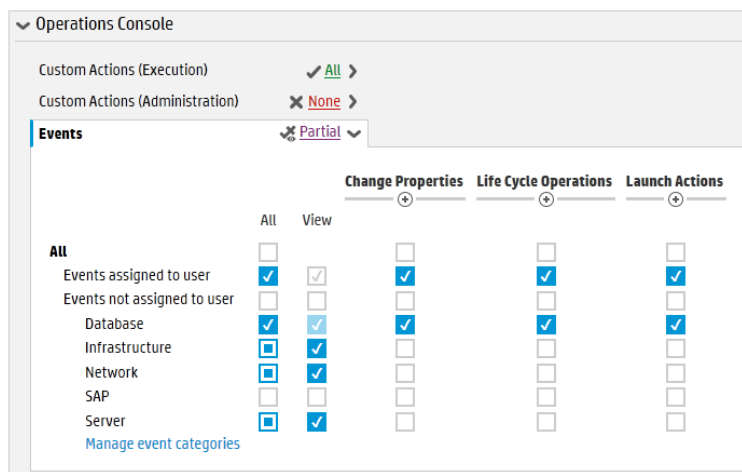 Operations Console
Custom Actions (Execution) All
Custom Actions (Administration) None
Events Partial
Change Properties Life Cycle Operations Launch Actions
All View
All
Events assigned to user
Events not assigned to user
Database
Infrastructure
Network
SAP
Server
Manage event categories